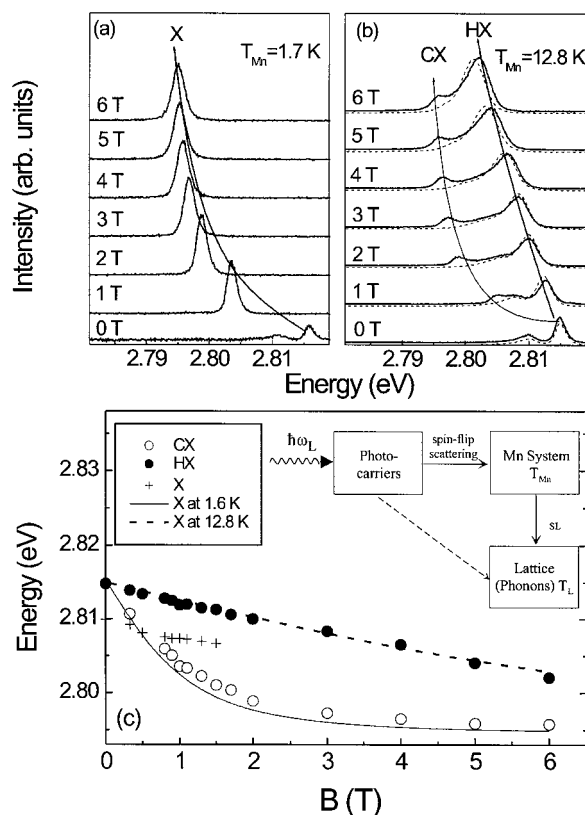 (a)
X
T_Mn=1.7 K
6 T
5 T
4 T
3 T
2 T
1 T
0 T
2.79 2.80 2.81
Intensity (arb. units)
(b)
HX
CX
T_Mn=12.8 K
6 T
5 T
4 T
3 T
2 T
1 T
0 T
2.79 2.80 2.81
Energy (eV)
CX
HX
X
X at 1.6 K
X at 12.8 K
ħω_L
Photo-
carriers
spin-flip
scattering
Mn System
T_Mn
SL
Lattice
(Phonons) T_L
2.83
2.82
2.81
2.80
Energy (eV)
(c)
0 1 2 3 4 5 6
B (T)